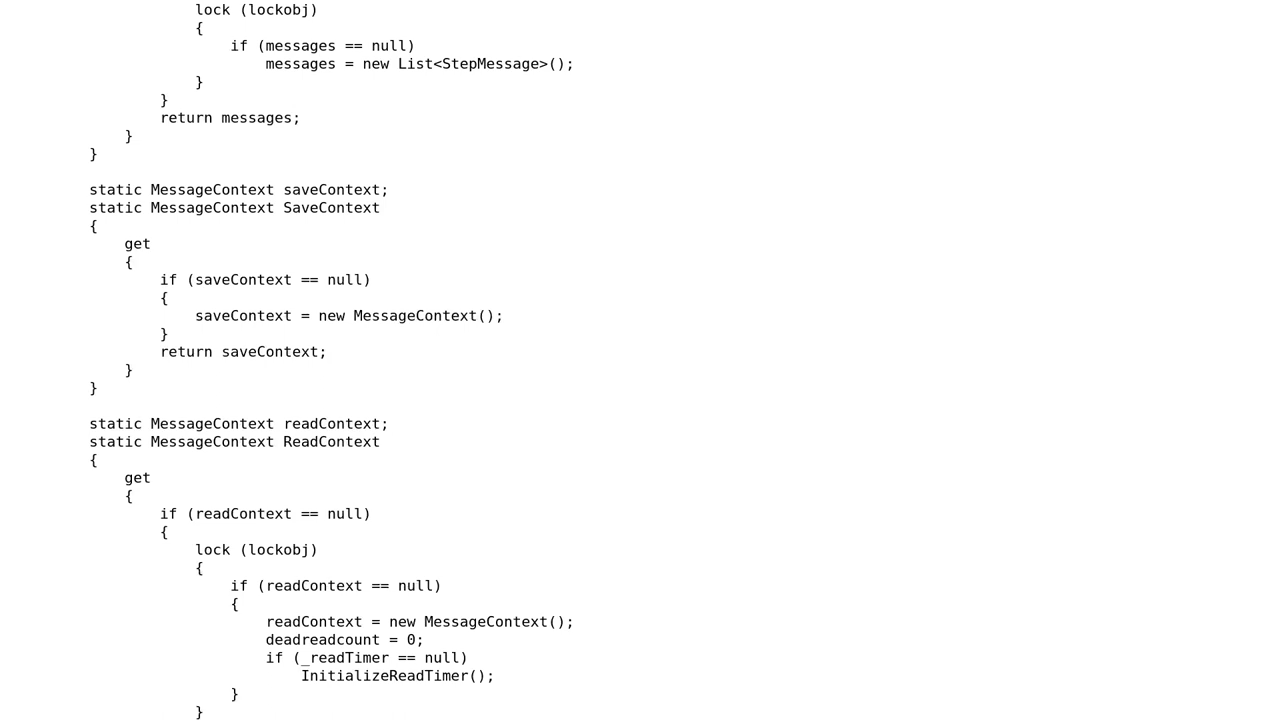 lock (lockobj)
            {
                if (messages == null)
                    messages = new List<StepMessage>();
            }
        }
        return messages;
    }
}

static MessageContext saveContext;
static MessageContext SaveContext
{
    get
    {
        if (saveContext == null)
        {
            saveContext = new MessageContext();
        }
        return saveContext;
    }
}

static MessageContext readContext;
static MessageContext ReadContext
{
    get
    {
        if (readContext == null)
        {
            lock (lockobj)
            {
                if (readContext == null)
                {
                    readContext = new MessageContext();
                    deadreadcount = 0;
                    if (_readTimer == null)
                        InitializeReadTimer();
                }
            }